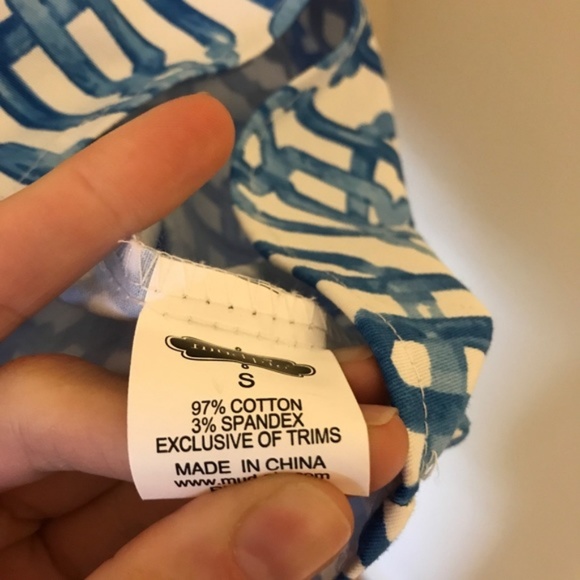 S
97% COTTON
3% SPANDEX
EXCLUSIVE OF TRIMS
MADE IN CHINA